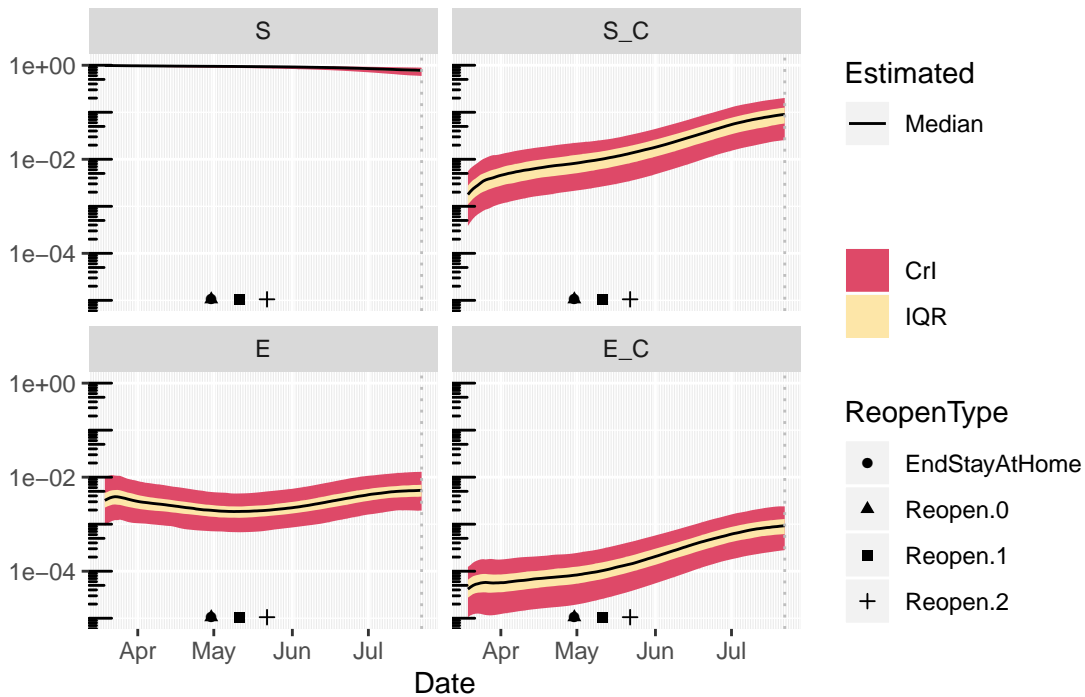 S
S_C
1e+00
1e−02
1e−04
E
E_C
1e+00
1e−02
1e−04
Apr
May
Jun
Jul
Apr
May
Jun
Jul
Date
Estimated
Median
CrI
IQR
ReopenType
EndStayAtHome
Reopen.0
Reopen.1
Reopen.2